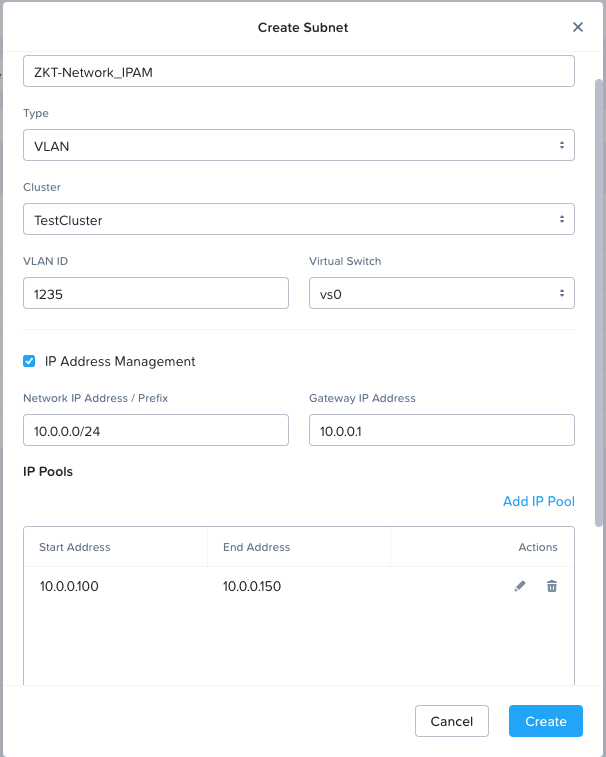 Create Subnet
ZKT-Network_IPAM
Type
VLAN
Cluster
TestCluster
VLAN ID Virtual Switch
1235 vs0
IP Address Management
Network IP Address / Prefix Gateway IP Address
10.0.0.0/24 10.0.0.1
IP Pools
Add IP Pool
Start Address End Address Actions
10.0.0.100 10.0.0.150
Cancel Create